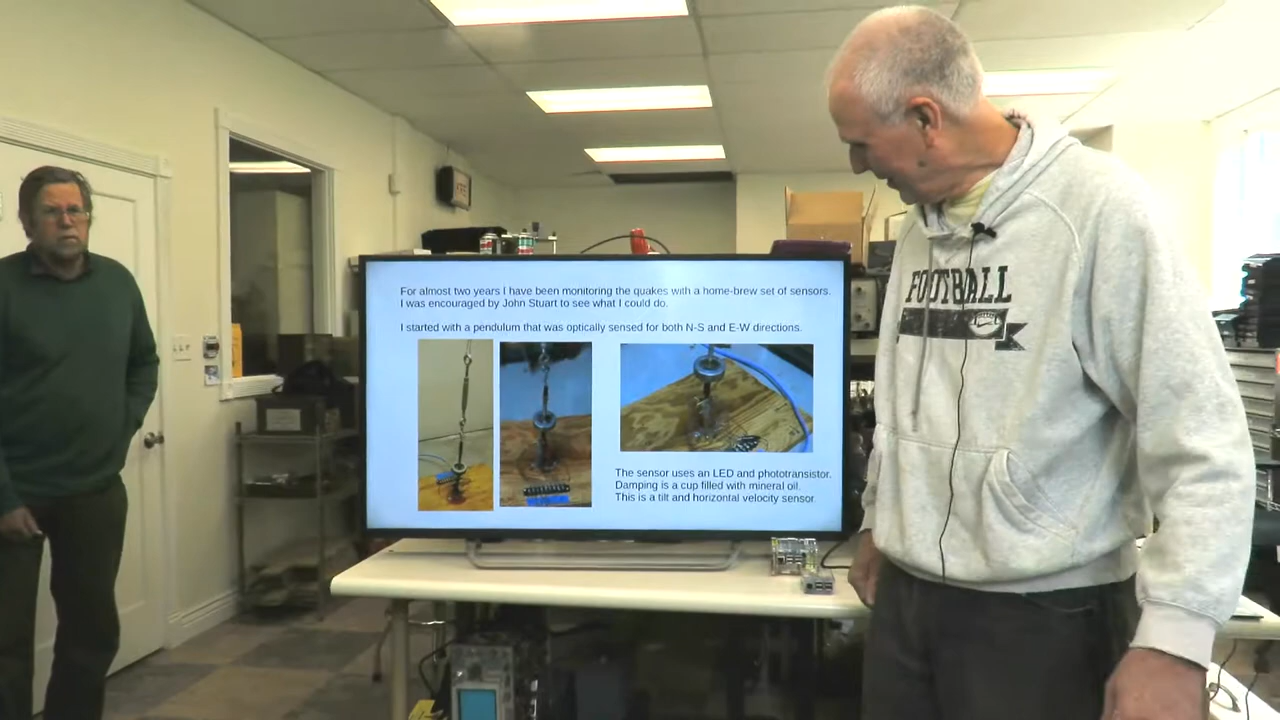 For almost two years I have been monitoring the quakes with a home-brew set of sensors.
I was encouraged by John Stuart to see what I could do.
I started with a pendulum that was optically sensed for both N-S and E-W directions.
The sensor uses an LED and phototransistor.
Damping is a cup filled with mineral oil.
This is a tilt and horizontal velocity sensor.
FOOTBALL